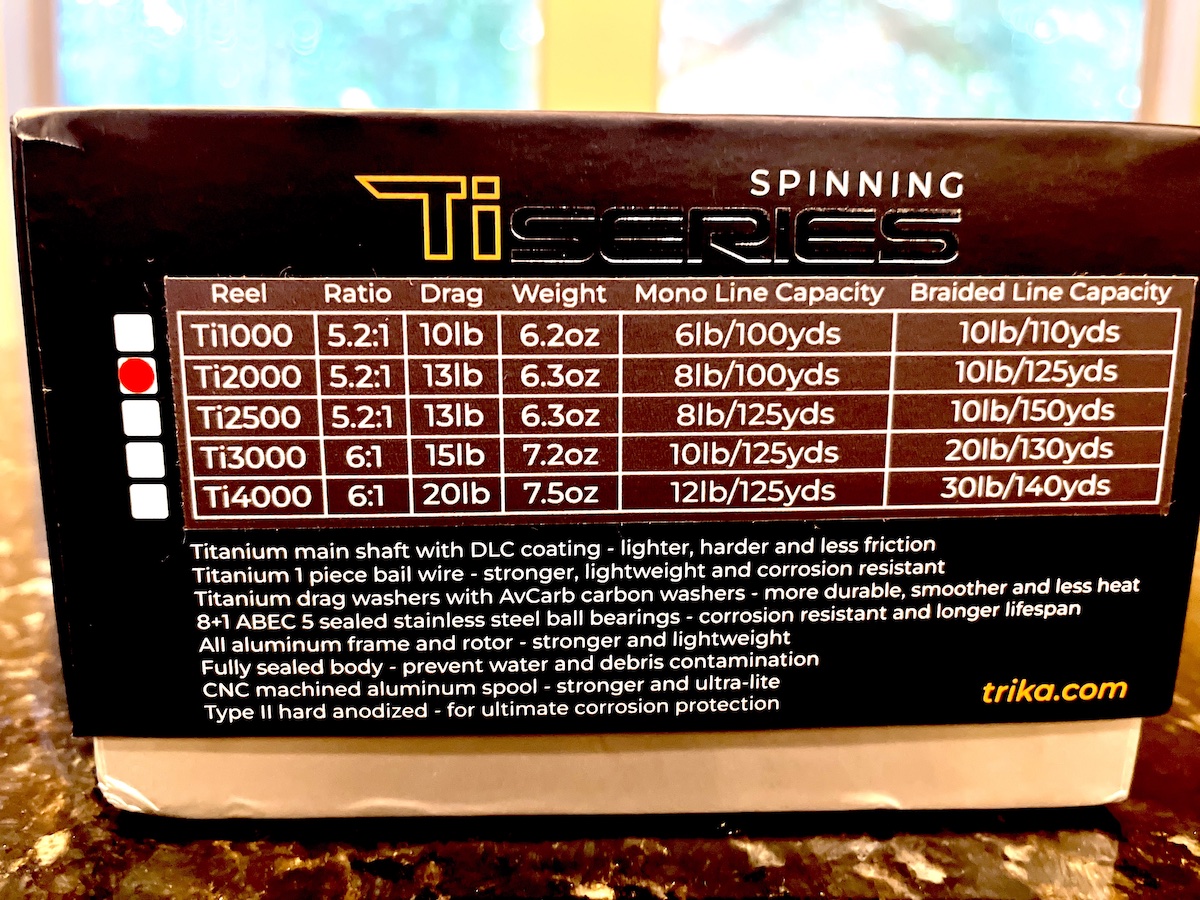 SPINNING
Ti SERIES
Reel Ratio Drag Weight Mono Line Capacity Braided Line Capacity
Ti1000 5.2:1 10lb 6.2oz 6lb/100yds 10lb/110yds
Ti2000 5.2:1 13lb 6.3oz 8lb/100yds 10lb/125yds
Ti2500 5.2:1 13lb 6.3oz 8lb/125yds 10lb/150yds
Ti3000 6:1 15lb 7.2oz 10lb/125yds 20lb/130yds
Ti4000 6:1 20lb 7.5oz 12lb/125yds 30lb/140yds
Titanium main shaft with DLC coating - lighter, harder and less friction
Titanium 1 piece bail wire - stronger, lightweight and corrosion resistant
Titanium drag washers with AvCarb carbon washers - more durable, smoother and less heat
8+1 ABEC 5 sealed stainless steel ball bearings - corrosion resistant and longer lifespan
All aluminum frame and rotor - stronger and lightweight
Fully sealed body - prevent water and debris contamination
CNC machined aluminum spool - stronger and ultra-lite
Type II hard anodized - for ultimate corrosion protection
trika.com